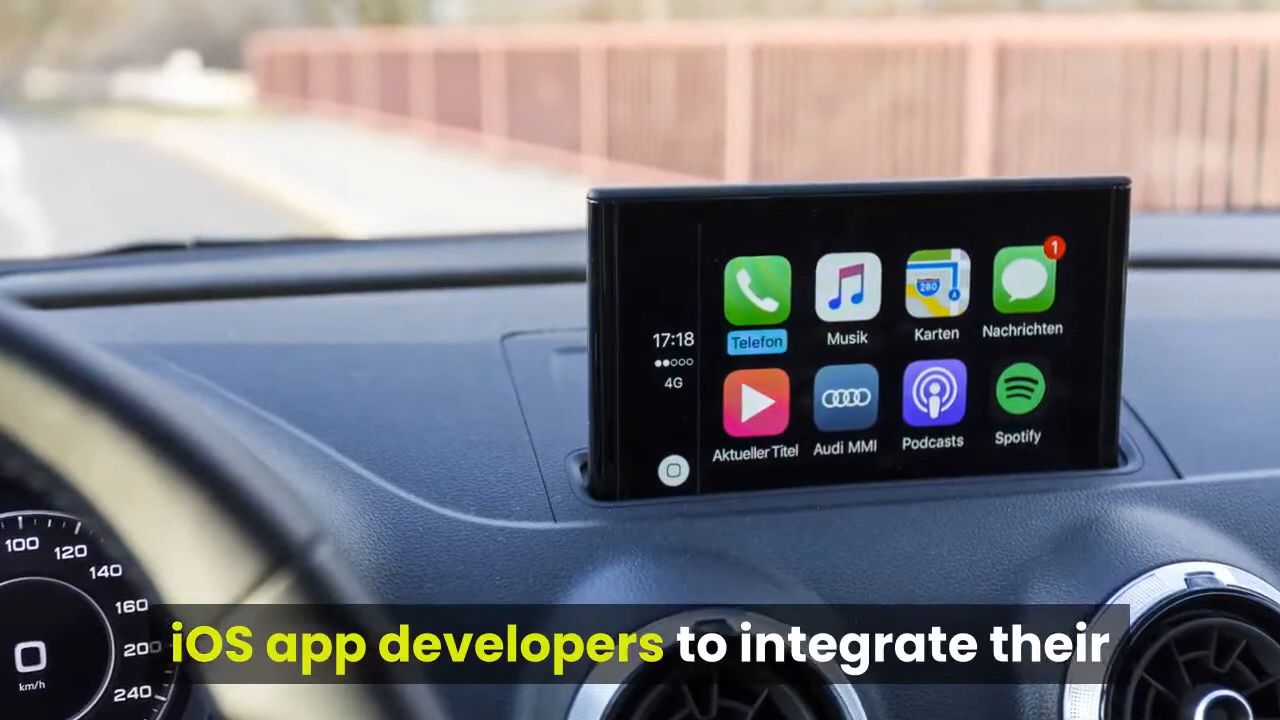 1
280
Telefon
Musik
Karten
Nachrichten
17:18
4G
Aktueller Titel
Audi MMI
Podcasts
Spotify
100
120
140
160
200
240
0
km/h
iOS app developers to integrate their